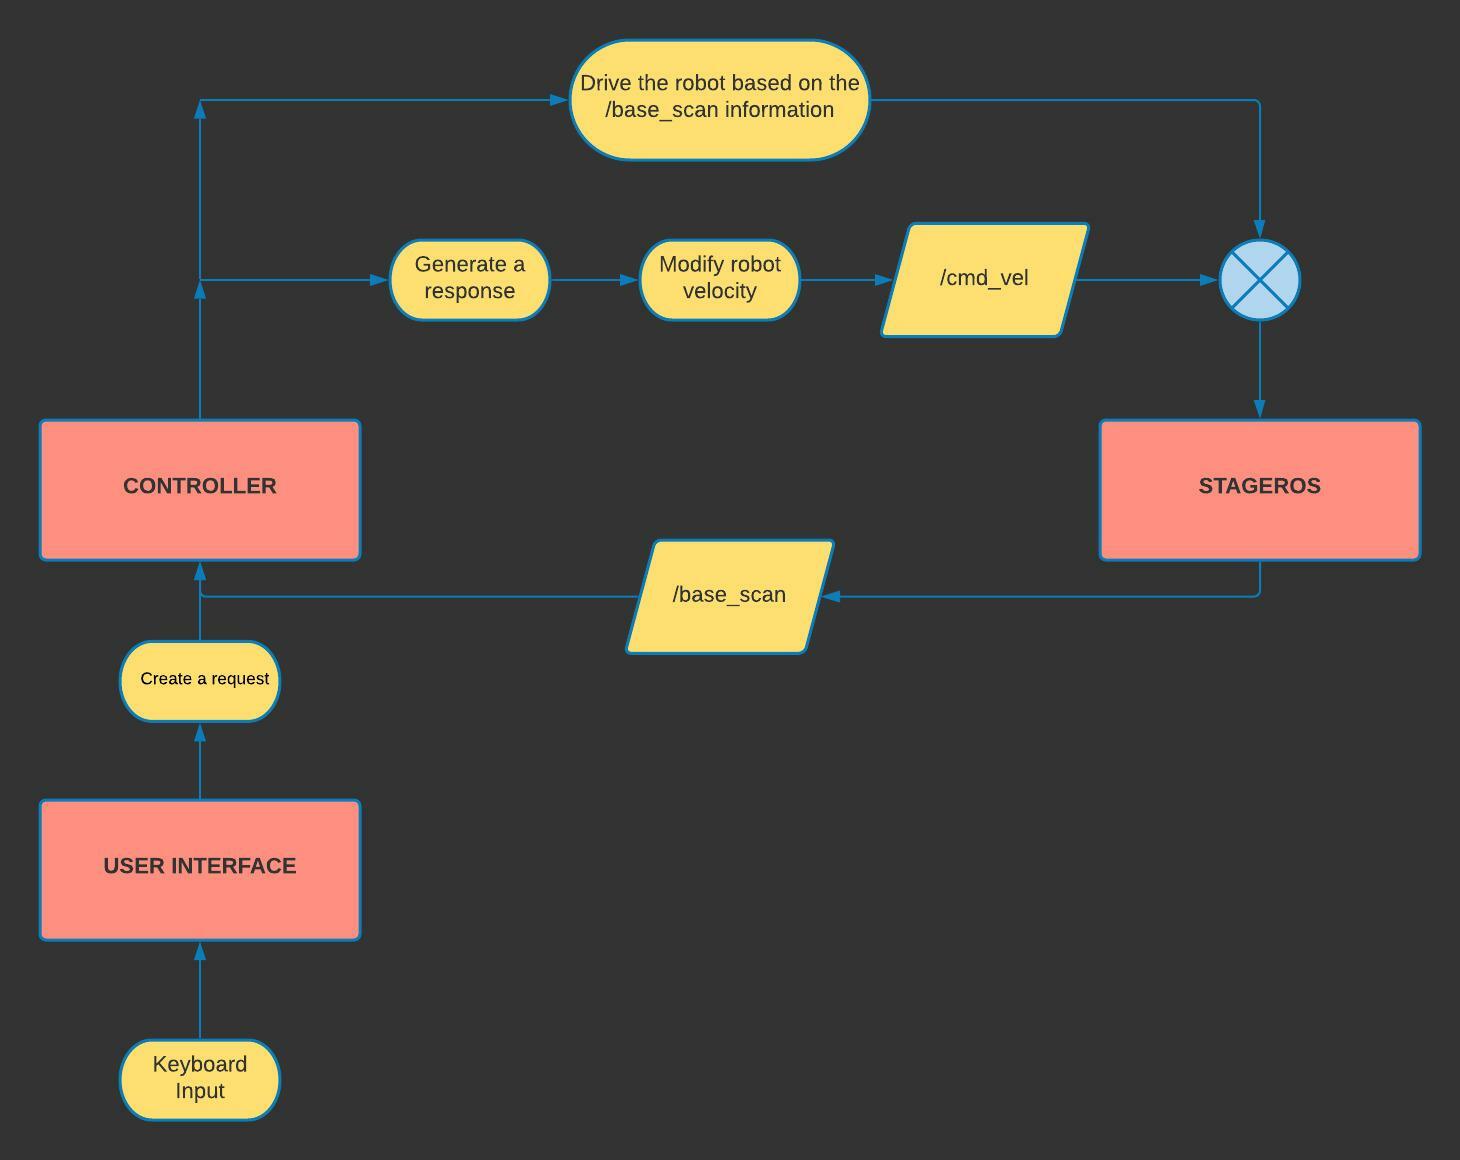 Drive the robot based on the
/base_scan information
Generate a
response
Modify robot
velocity
/cmd_vel
CONTROLLER
STAGEROS
/base_scan
Create a request
USER INTERFACE
Keyboard
Input